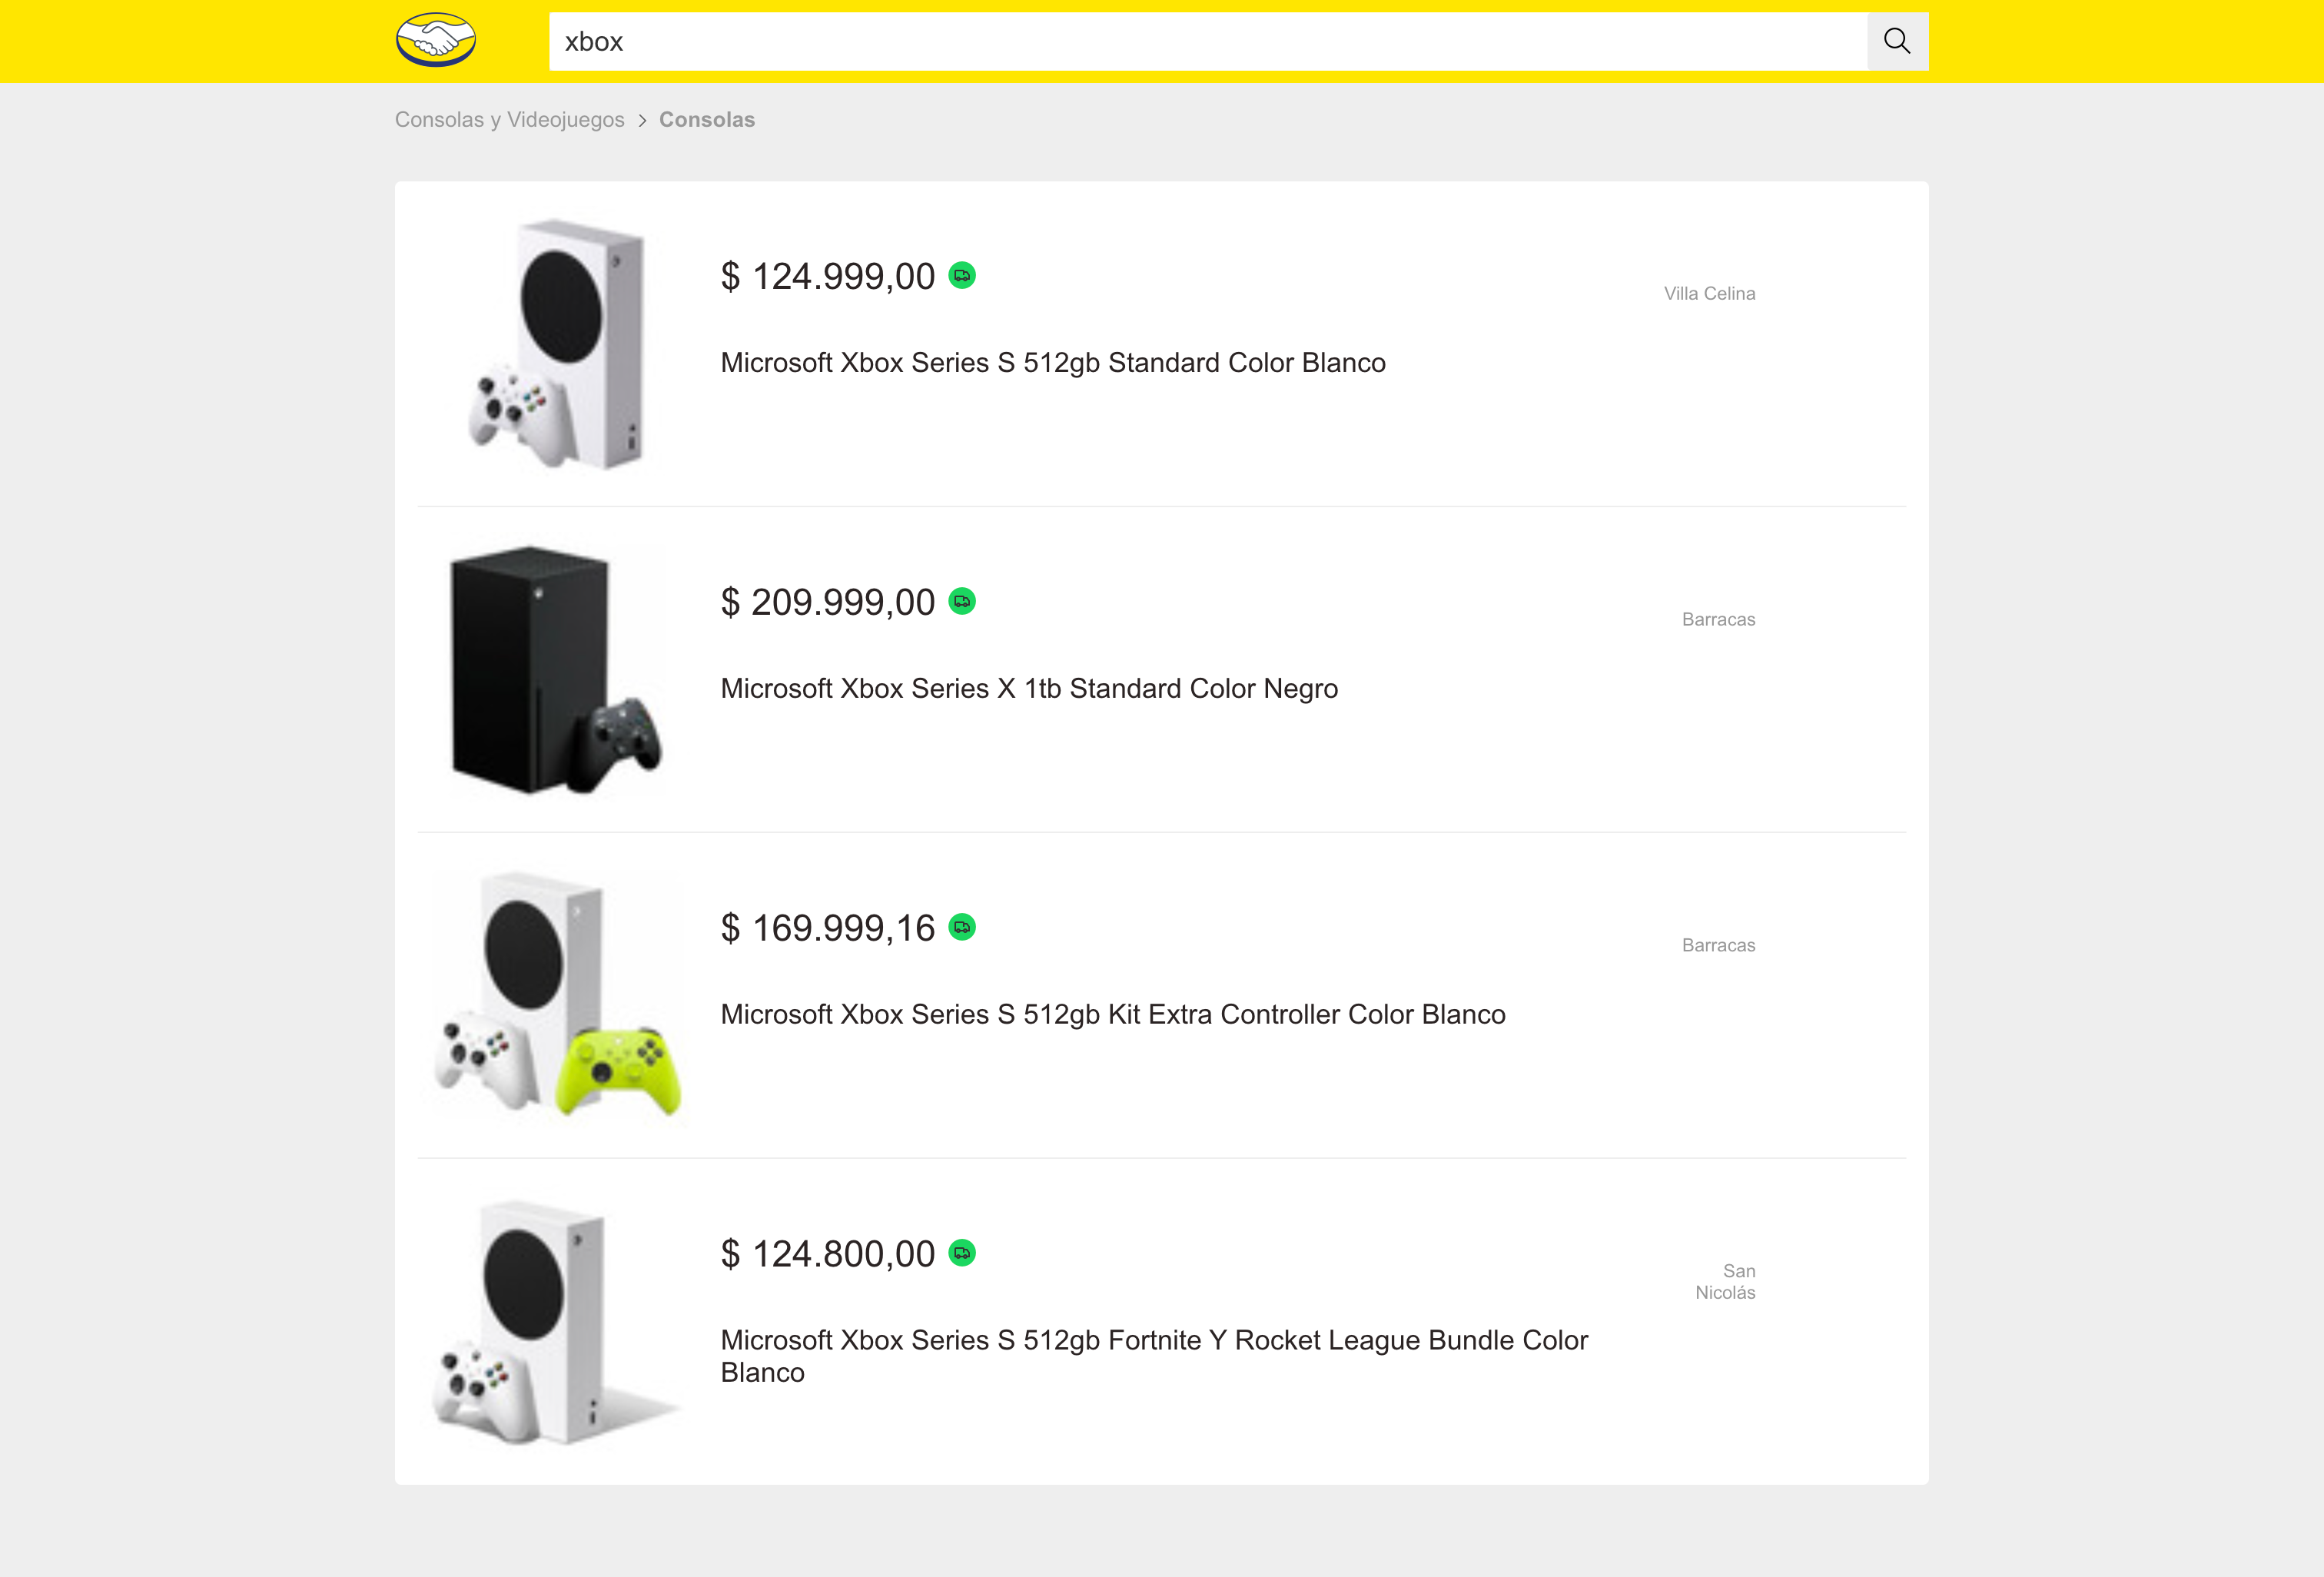 xbox
Consolas y Videojuegos > Consolas
$ 124.999,00
Villa Celina
Microsoft Xbox Series S 512gb Standard Color Blanco
$ 209.999,00
Barracas
Microsoft Xbox Series X 1tb Standard Color Negro
$ 169.999,16
Barracas
Microsoft Xbox Series S 512gb Kit Extra Controller Color Blanco
$ 124.800,00
San
Nicolás
Microsoft Xbox Series S 512gb Fortnite Y Rocket League Bundle Color
Blanco